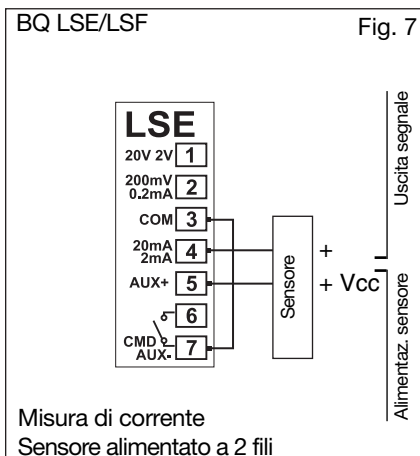 BQ LSE/LSF
Fig. 7
LSE
20V 2V 1
200mV
0.2mA 2
COM 3
20mA
2mA 4
AUX+ 5
6
CMD
AUX- 7
Sensore
+
+ Vcc
Uscita segnale
Alimentaz. sensore
Misura di corrente
Sensore alimentato a 2 fili